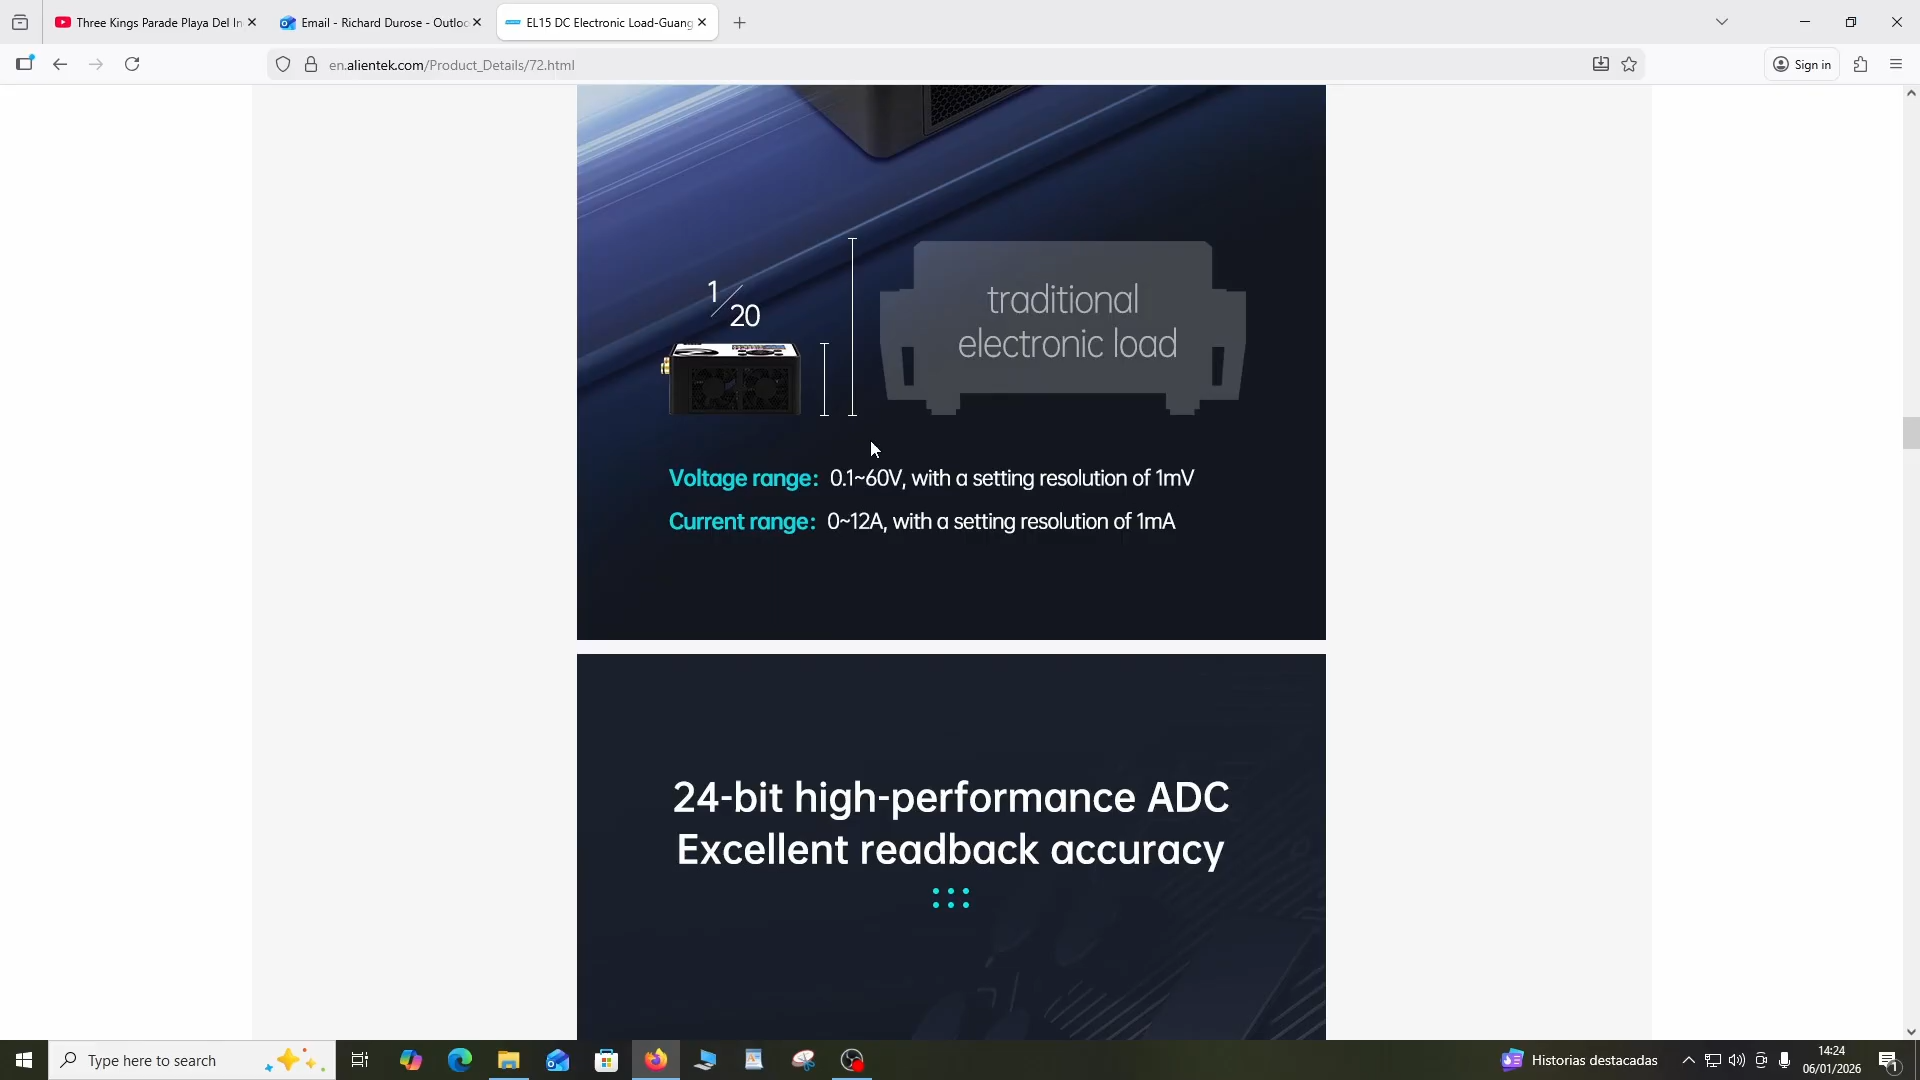 Three Kings Parade Playa Del In
Email - Richard Durose - Outloo
EL15 DC Electronic Load-Guang
en.alientek.com/Product_Details/72.html
Sign in
1/20
traditional
electronic load
Voltage range: 0.1~60V, with a setting resolution of 1mV
Current range: 0~12A, with a setting resolution of 1mA
24-bit high-performance ADC
Excellent readback accuracy
Type here to search
Historias destacadas
14:24
06/01/2026
1